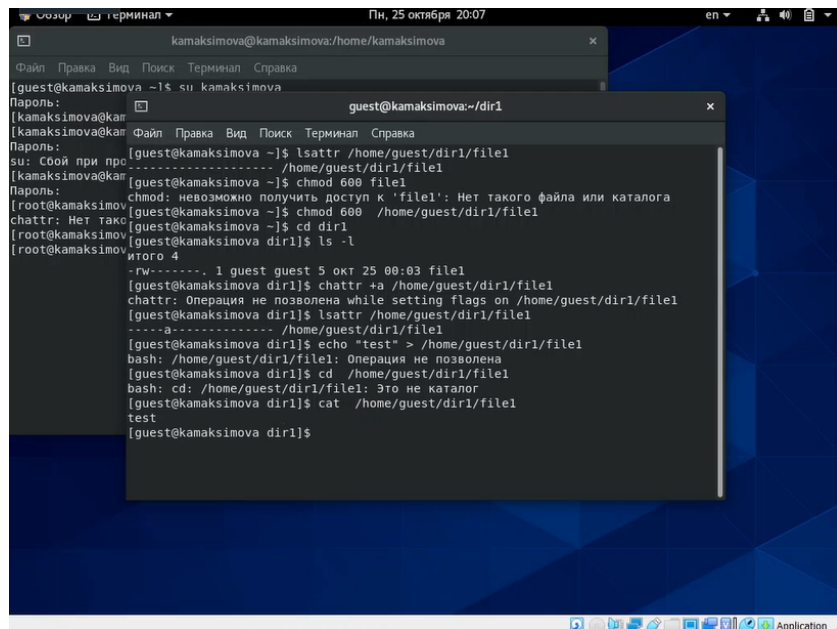 Обзор Терминал Пн, 25 октября 20:07 en
kamaksimova@kamaksimova:/home/kamaksimova
Файл Правка Вид Поиск Терминал Справка
[guest@kamaksimova ~]$ su kamaksimova
Пароль:
[kamaksimova@kam
[kamaksimova@kam
Пароль:
su: Сбой при про
[kamaksimova@kam
Пароль:
[root@kamaksimov
chattr: Нет тако
[root@kamaksimov
[root@kamaksimov
guest@kamaksimova:~/dir1
Файл Правка Вид Поиск Терминал Справка
[guest@kamaksimova ~]$ lsattr /home/guest/dir1/file1
-------------------- /home/guest/dir1/file1
[guest@kamaksimova ~]$ chmod 600 file1
chmod: невозможно получить доступ к 'file1': Нет такого файла или каталога
[guest@kamaksimova ~]$ chmod 600  /home/guest/dir1/file1
[guest@kamaksimova ~]$ cd dir1
[guest@kamaksimova dir1]$ ls -l
итого 4
-rw-------. 1 guest guest 5 окт 25 00:03 file1
[guest@kamaksimova dir1]$ chattr +a /home/guest/dir1/file1
chattr: Операция не позволена while setting flags on /home/guest/dir1/file1
[guest@kamaksimova dir1]$ lsattr /home/guest/dir1/file1
-----a-------------- /home/guest/dir1/file1
[guest@kamaksimova dir1]$ echo "test" > /home/guest/dir1/file1
bash: /home/guest/dir1/file1: Операция не позволена
[guest@kamaksimova dir1]$ cd  /home/guest/dir1/file1
bash: cd: /home/guest/dir1/file1: Это не каталог
[guest@kamaksimova dir1]$ cat  /home/guest/dir1/file1
test
[guest@kamaksimova dir1]$
Application